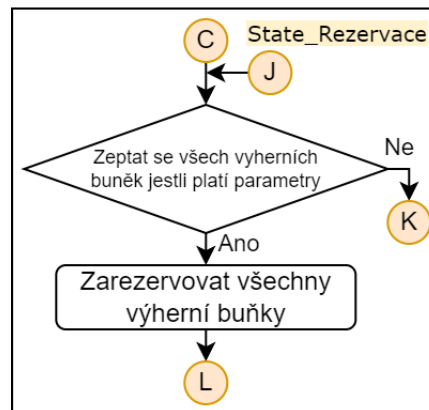 C
State_Rezervace
J
Zeptat se všech vyherních
buněk jestli platí parametry
Ne
K
Ano
Zarezervovat všechny
výherní buňky
L